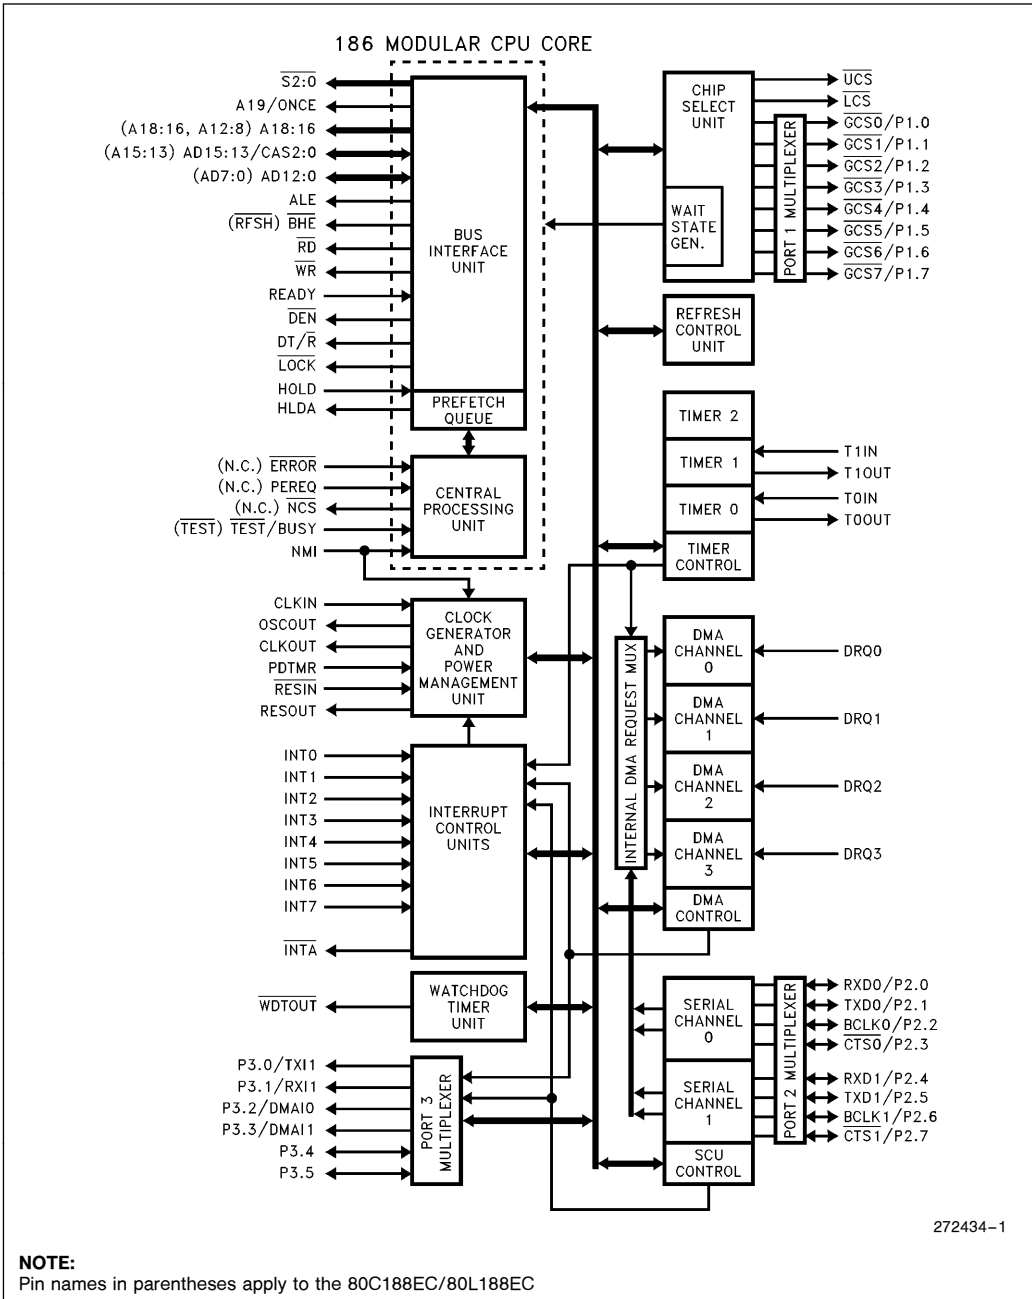 186 MODULAR CPU CORE
S2:0
A19/ONCE
(A18:16, A12:8) A18:16
(A15:13) AD15:13/CAS2:0
(AD7:0) AD12:0
ALE
(RFSH) BHE
RD
WR
READY
DEN
DT/R
LOCK
HOLD
HLDA
BUS
INTERFACE
UNIT
PREFETCH
QUEUE
(N.C.) ERROR
(N.C.) PEREQ
(N.C.) NCS
(TEST) TEST/BUSY
NMI
CENTRAL
PROCESSING
UNIT
CLKIN
OSCOUT
CLKOUT
PDTMR
RESIN
RESOUT
CLOCK
GENERATOR
AND
POWER
MANAGEMENT
UNIT
INT0
INT1
INT2
INT3
INT4
INT5
INT6
INT7
INTA
INTERRUPT
CONTROL
UNITS
WDTOUT
WATCHDOG
TIMER
UNIT
P3.0/TXI1
P3.1/RXI1
P3.2/DMAI0
P3.3/DMAI1
P3.4
P3.5
PORT 3
MULTIPLEXER
CHIP
SELECT
UNIT
WAIT
STATE
GEN.
PORT 1 MULTIPLEXER
UCS
LCS
GCS0/P1.0
GCS1/P1.1
GCS2/P1.2
GCS3/P1.3
GCS4/P1.4
GCS5/P1.5
GCS6/P1.6
GCS7/P1.7
REFRESH
CONTROL
UNIT
TIMER 2
TIMER 1
TIMER 0
TIMER
CONTROL
T1IN
T1OUT
T0IN
T0OUT
INTERNAL DMA REQUEST MUX
DMA
CHANNEL
0
DMA
CHANNEL
1
DMA
CHANNEL
2
DMA
CHANNEL
3
DMA
CONTROL
DRQ0
DRQ1
DRQ2
DRQ3
SERIAL
CHANNEL
0
SERIAL
CHANNEL
1
SCU
CONTROL
PORT 2 MULTIPLEXER
RXD0/P2.0
TXD0/P2.1
BCLK0/P2.2
CTS0/P2.3
RXD1/P2.4
TXD1/P2.5
BCLK1/P2.6
CTS1/P2.7
272434–1
NOTE:
Pin names in parentheses apply to the 80C188EC/80L188EC